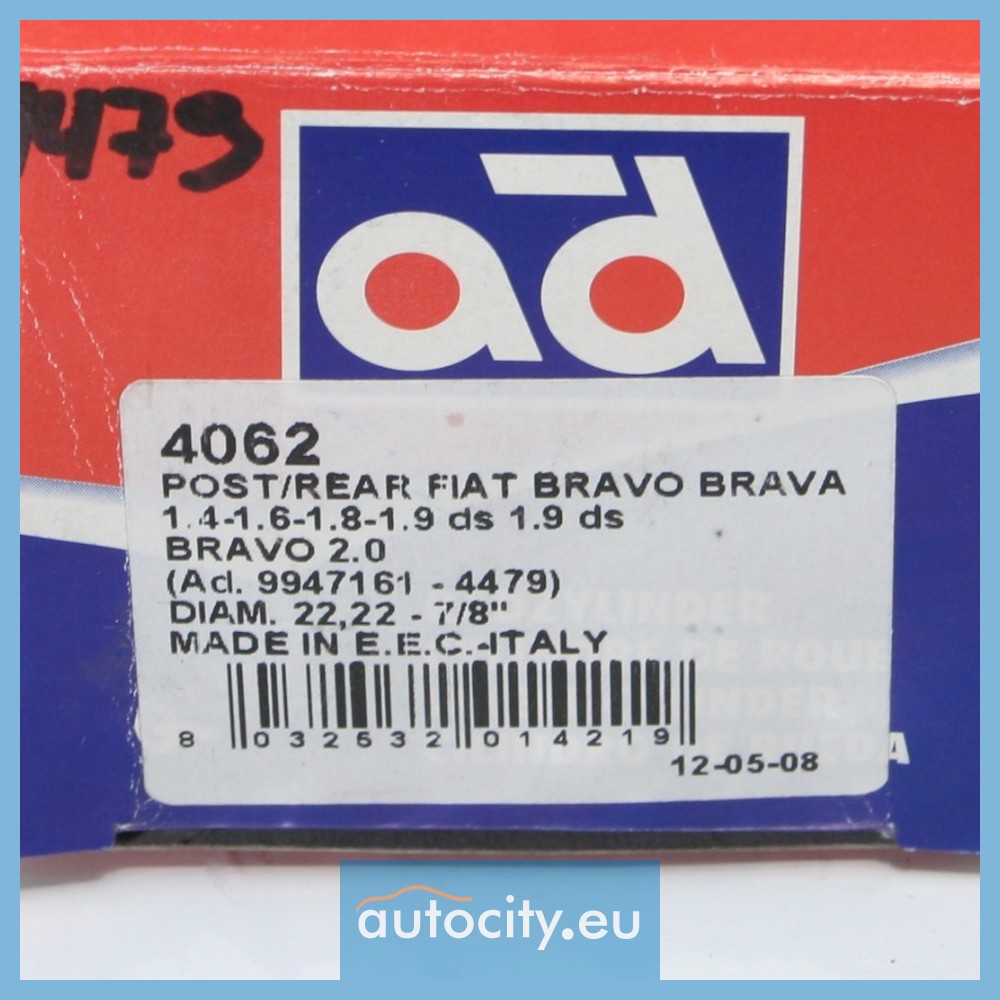 4479
ad
4062
POST/REAR FIAT BRAVO BRAVA
1.4-1.6-1.8-1.9 ds 1.9 ds
BRAVO 2.0
(Ad. 9947161 - 4479)
DIAM. 22,22 - 7/8"
MADE IN E.E.C.-ITALY
8 032632 014219
12-05-08
autocity.eu